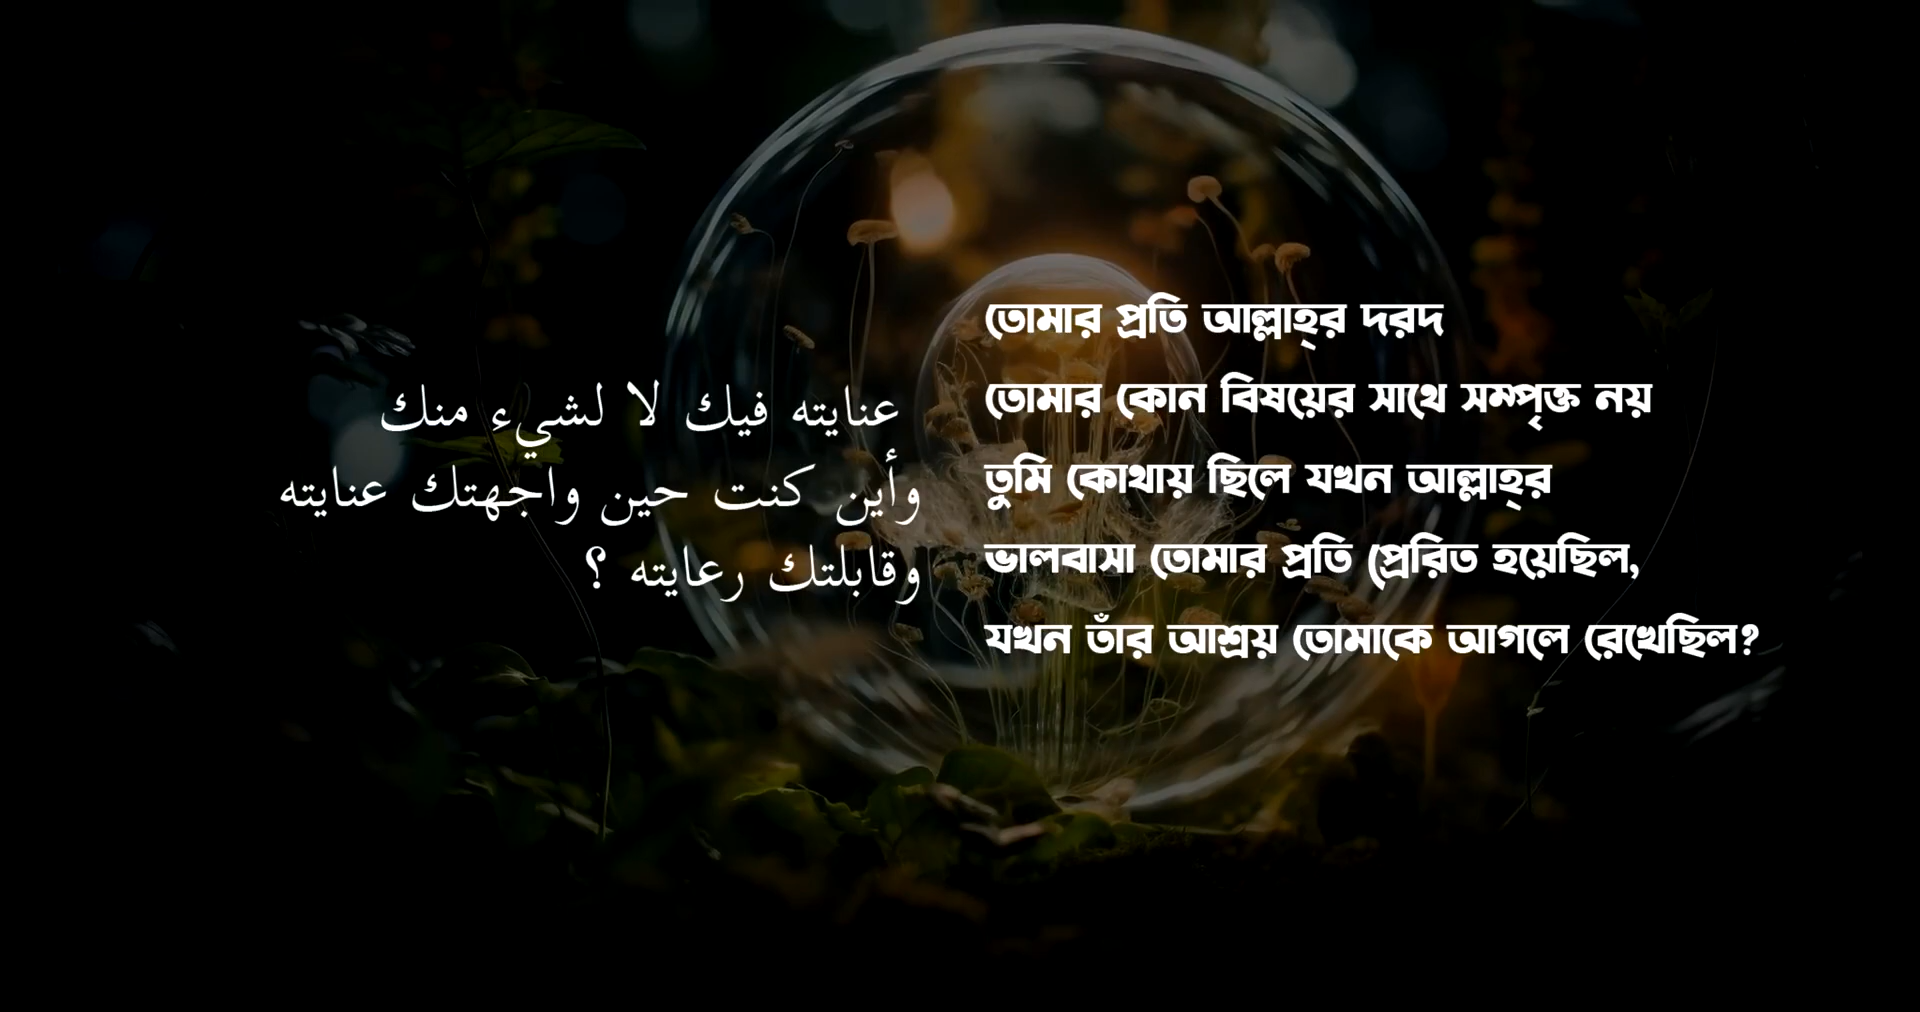 عنايته فيك لا لشيء منك
وأين كنت حين واجهتك عنايته
وقابلتك رعايته ؟
তোমার প্রতি আল্লাহ্‌র দরদ
তোমার কোন বিষয়ের সাথে সম্পৃক্ত নয়
তুমি কোথায় ছিলে যখন আল্লাহ্‌র
ভালবাসা তোমার প্রতি প্রেরিত হয়েছিল,
যখন তাঁর আশ্রয় তোমাকে আগলে রেখেছিল?